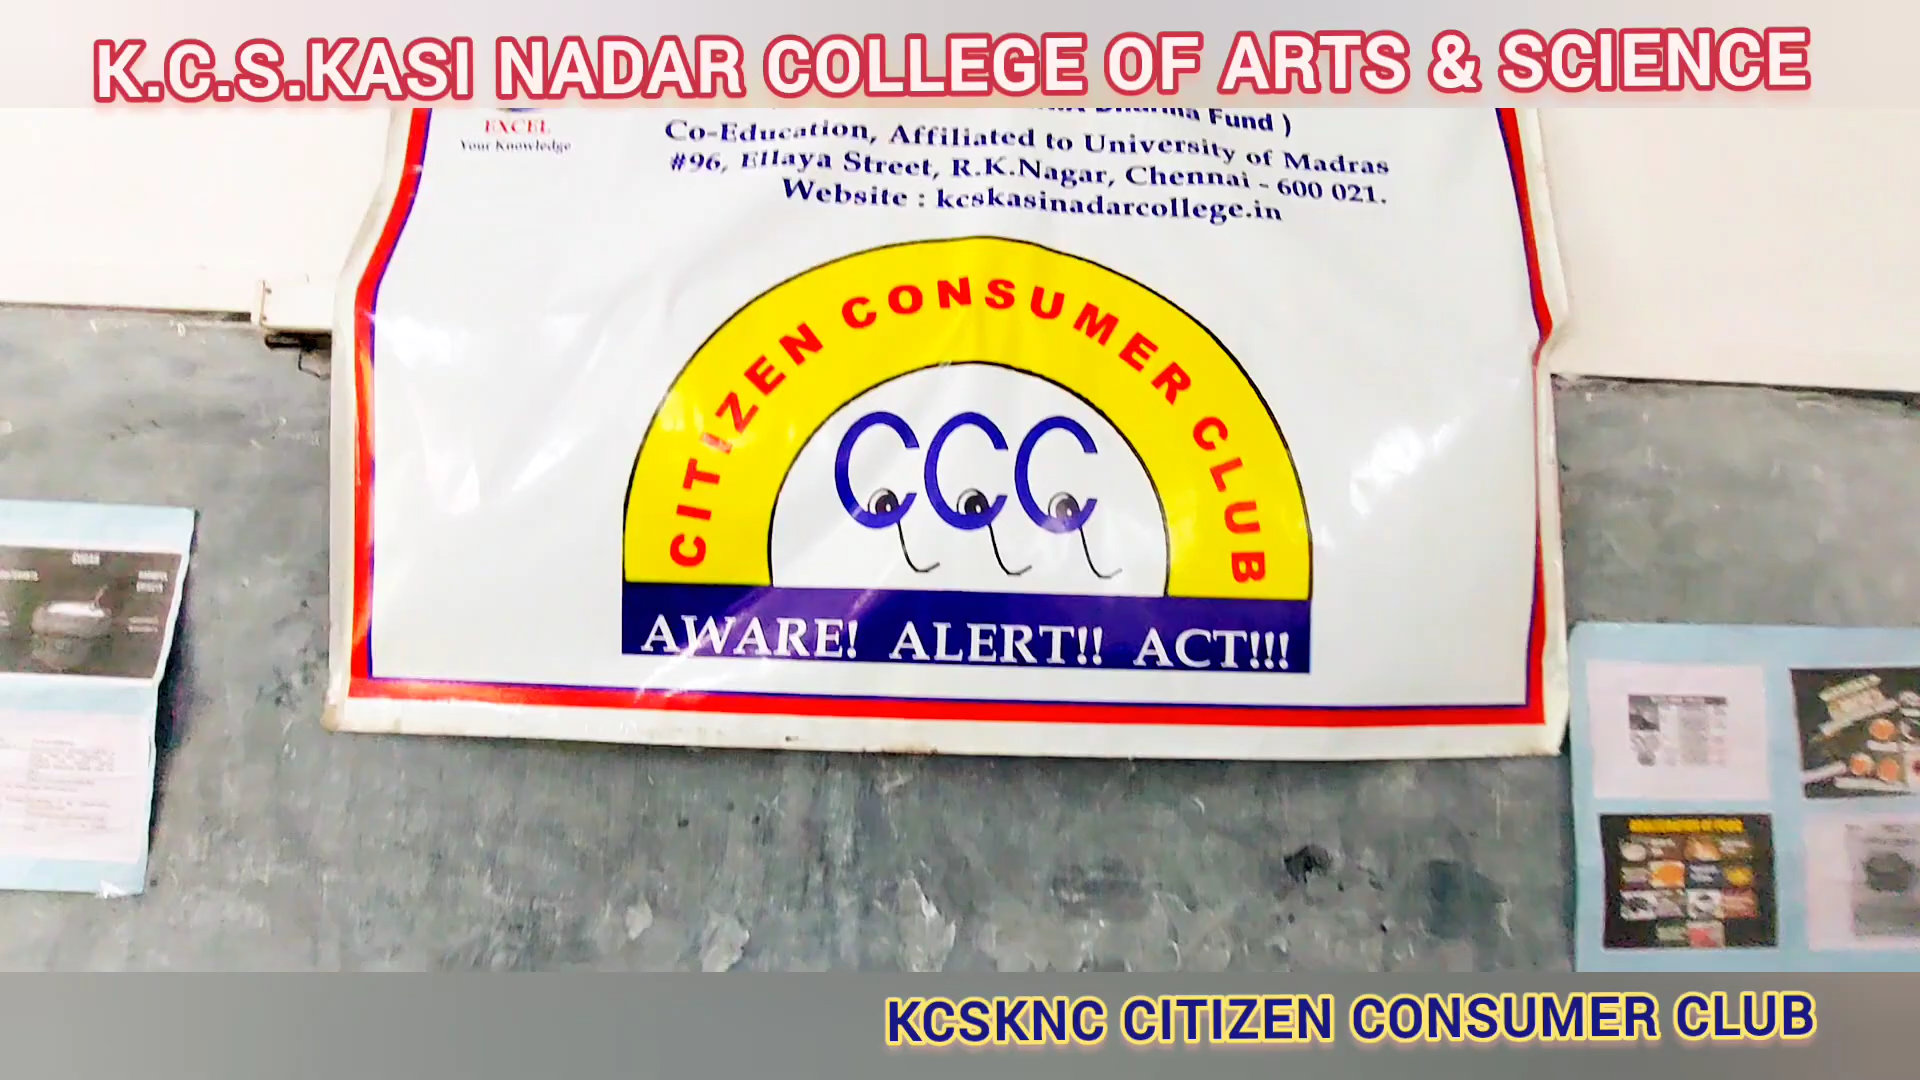 K.C.S.KASI NADAR COLLEGE OF ARTS & SCIENCE
Fund )
EXCEL
Your Knowledge
Co-Education, Affiliated to University of Madras
#96, Ellaya Street, R.K.Nagar, Chennai - 600 021.
Website : kcskasinadarcollege.in
CITIZEN CONSUMER CLUB
CCC
AWARE! ALERT!! ACT!!!
KCSKNC CITIZEN CONSUMER CLUB